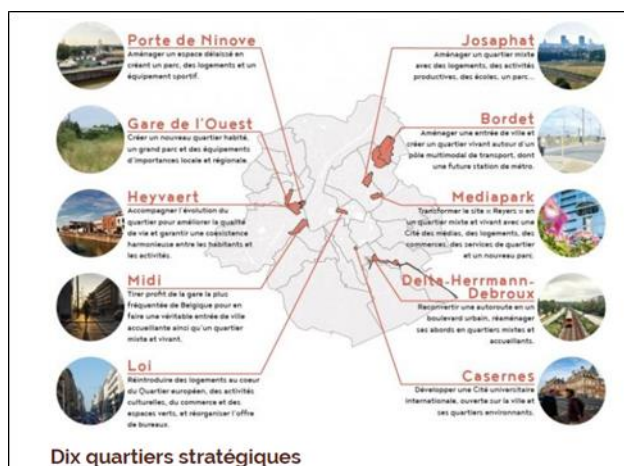 Porte de Ninove
Aménager un espace délaissé en
créant un parc, des logements et un
équipement sportif.
Gare de l'Ouest
Créer un nouveau quartier habité,
un grand parc et des équipements
d'importances locale et régionale.
Heyvaert
Accompagner l'évolution du
quartier pour améliorer la qualité
de vie et garantir une coexistence
harmonieuse entre les habitants et
les activités.
Midi
Tirer profit de la gare la plus
fréquentée de Belgique pour en
faire une véritable entrée de ville
accueillante ainsi qu'un quartier
mixte et vivant.
Loi
Réintroduire des logements au coeur
du Quartier européen, des activités
culturelles, du commerce et des
espaces verts, et réorganiser l'offre
de bureaux.
Josaphat
Aménager un quartier mixte
avec des logements, des activités
productives, des écoles, un parc...
Bordet
Aménager une entrée de ville et
créer un quartier vivant autour d'un
pôle multimodal de transport, dont
une future station de métro.
Mediapark
Transformer le site « Reyers » en
un quartier mixte et vivant avec une
Cité des médias, des logements, des
commerces, des services de quartier
et un nouveau parc.
Delta-Herrmann-
Debroux
Reconvertir une autoroute en un
boulevard urbain, réaménager
ses abords en quartiers mixtes et
accueillants.
Casernes
Développer une Cité universitaire
internationale, ouverte sur la ville et
ses quartiers environnants.
Dix quartiers stratégiques